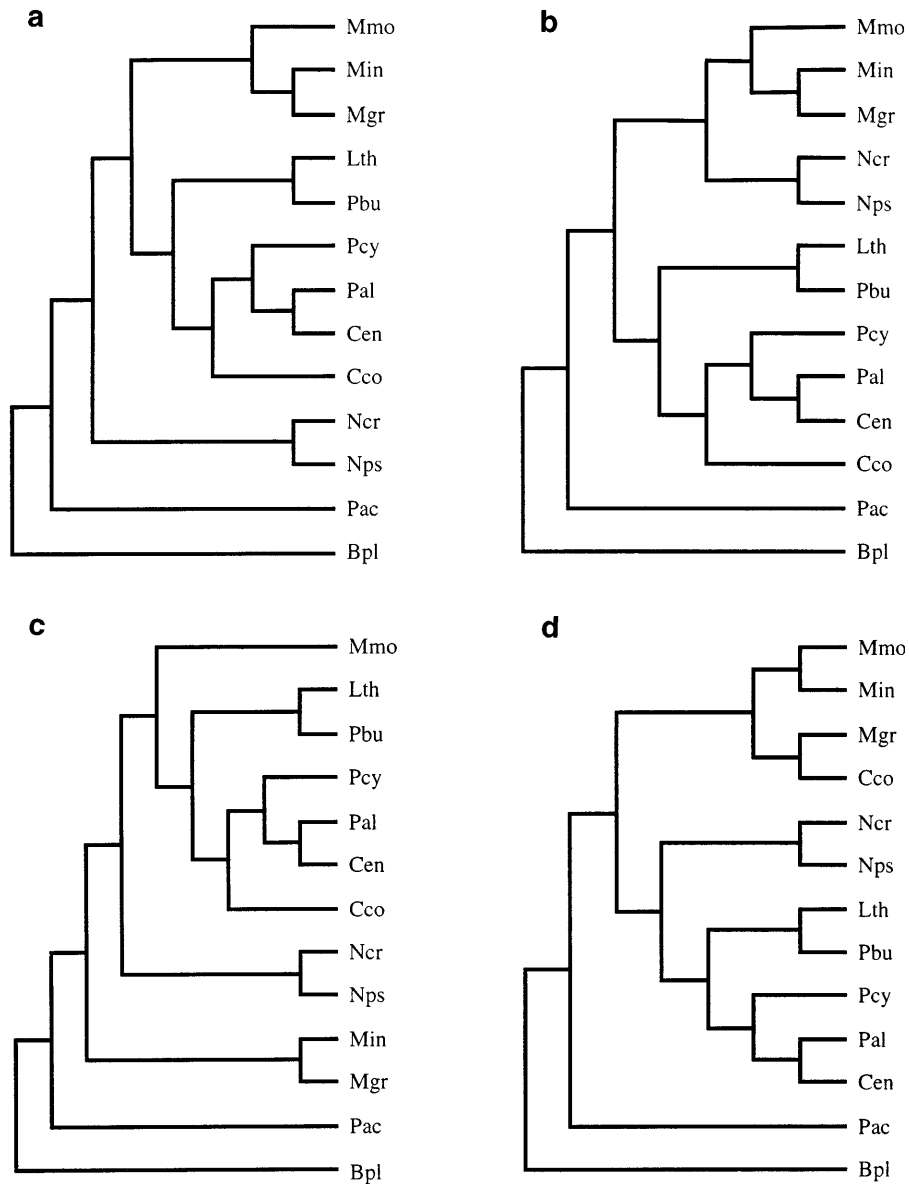 a
Mmo
Min
Mgr
Lth
Pbu
Pcy
Pal
Cen
Cco
Ncr
Nps
Pac
Bpl
b
Mmo
Min
Mgr
Ncr
Nps
Lth
Pbu
Pcy
Pal
Cen
Cco
Pac
Bpl
c
Mmo
Lth
Pbu
Pcy
Pal
Cen
Cco
Ncr
Nps
Min
Mgr
Pac
Bpl
d
Mmo
Min
Mgr
Cco
Ncr
Nps
Lth
Pbu
Pcy
Pal
Cen
Pac
Bpl